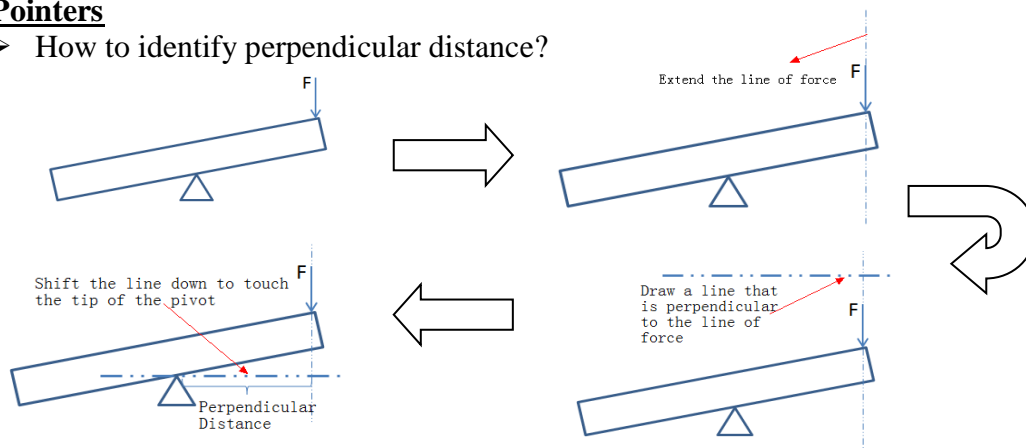 Pointers
➢ How to identify perpendicular distance?
F
Extend the line of force
F
Draw a line that
is perpendicular
to the line of
force
F
Shift the line down to touch
the tip of the pivot
F
Perpendicular
Distance